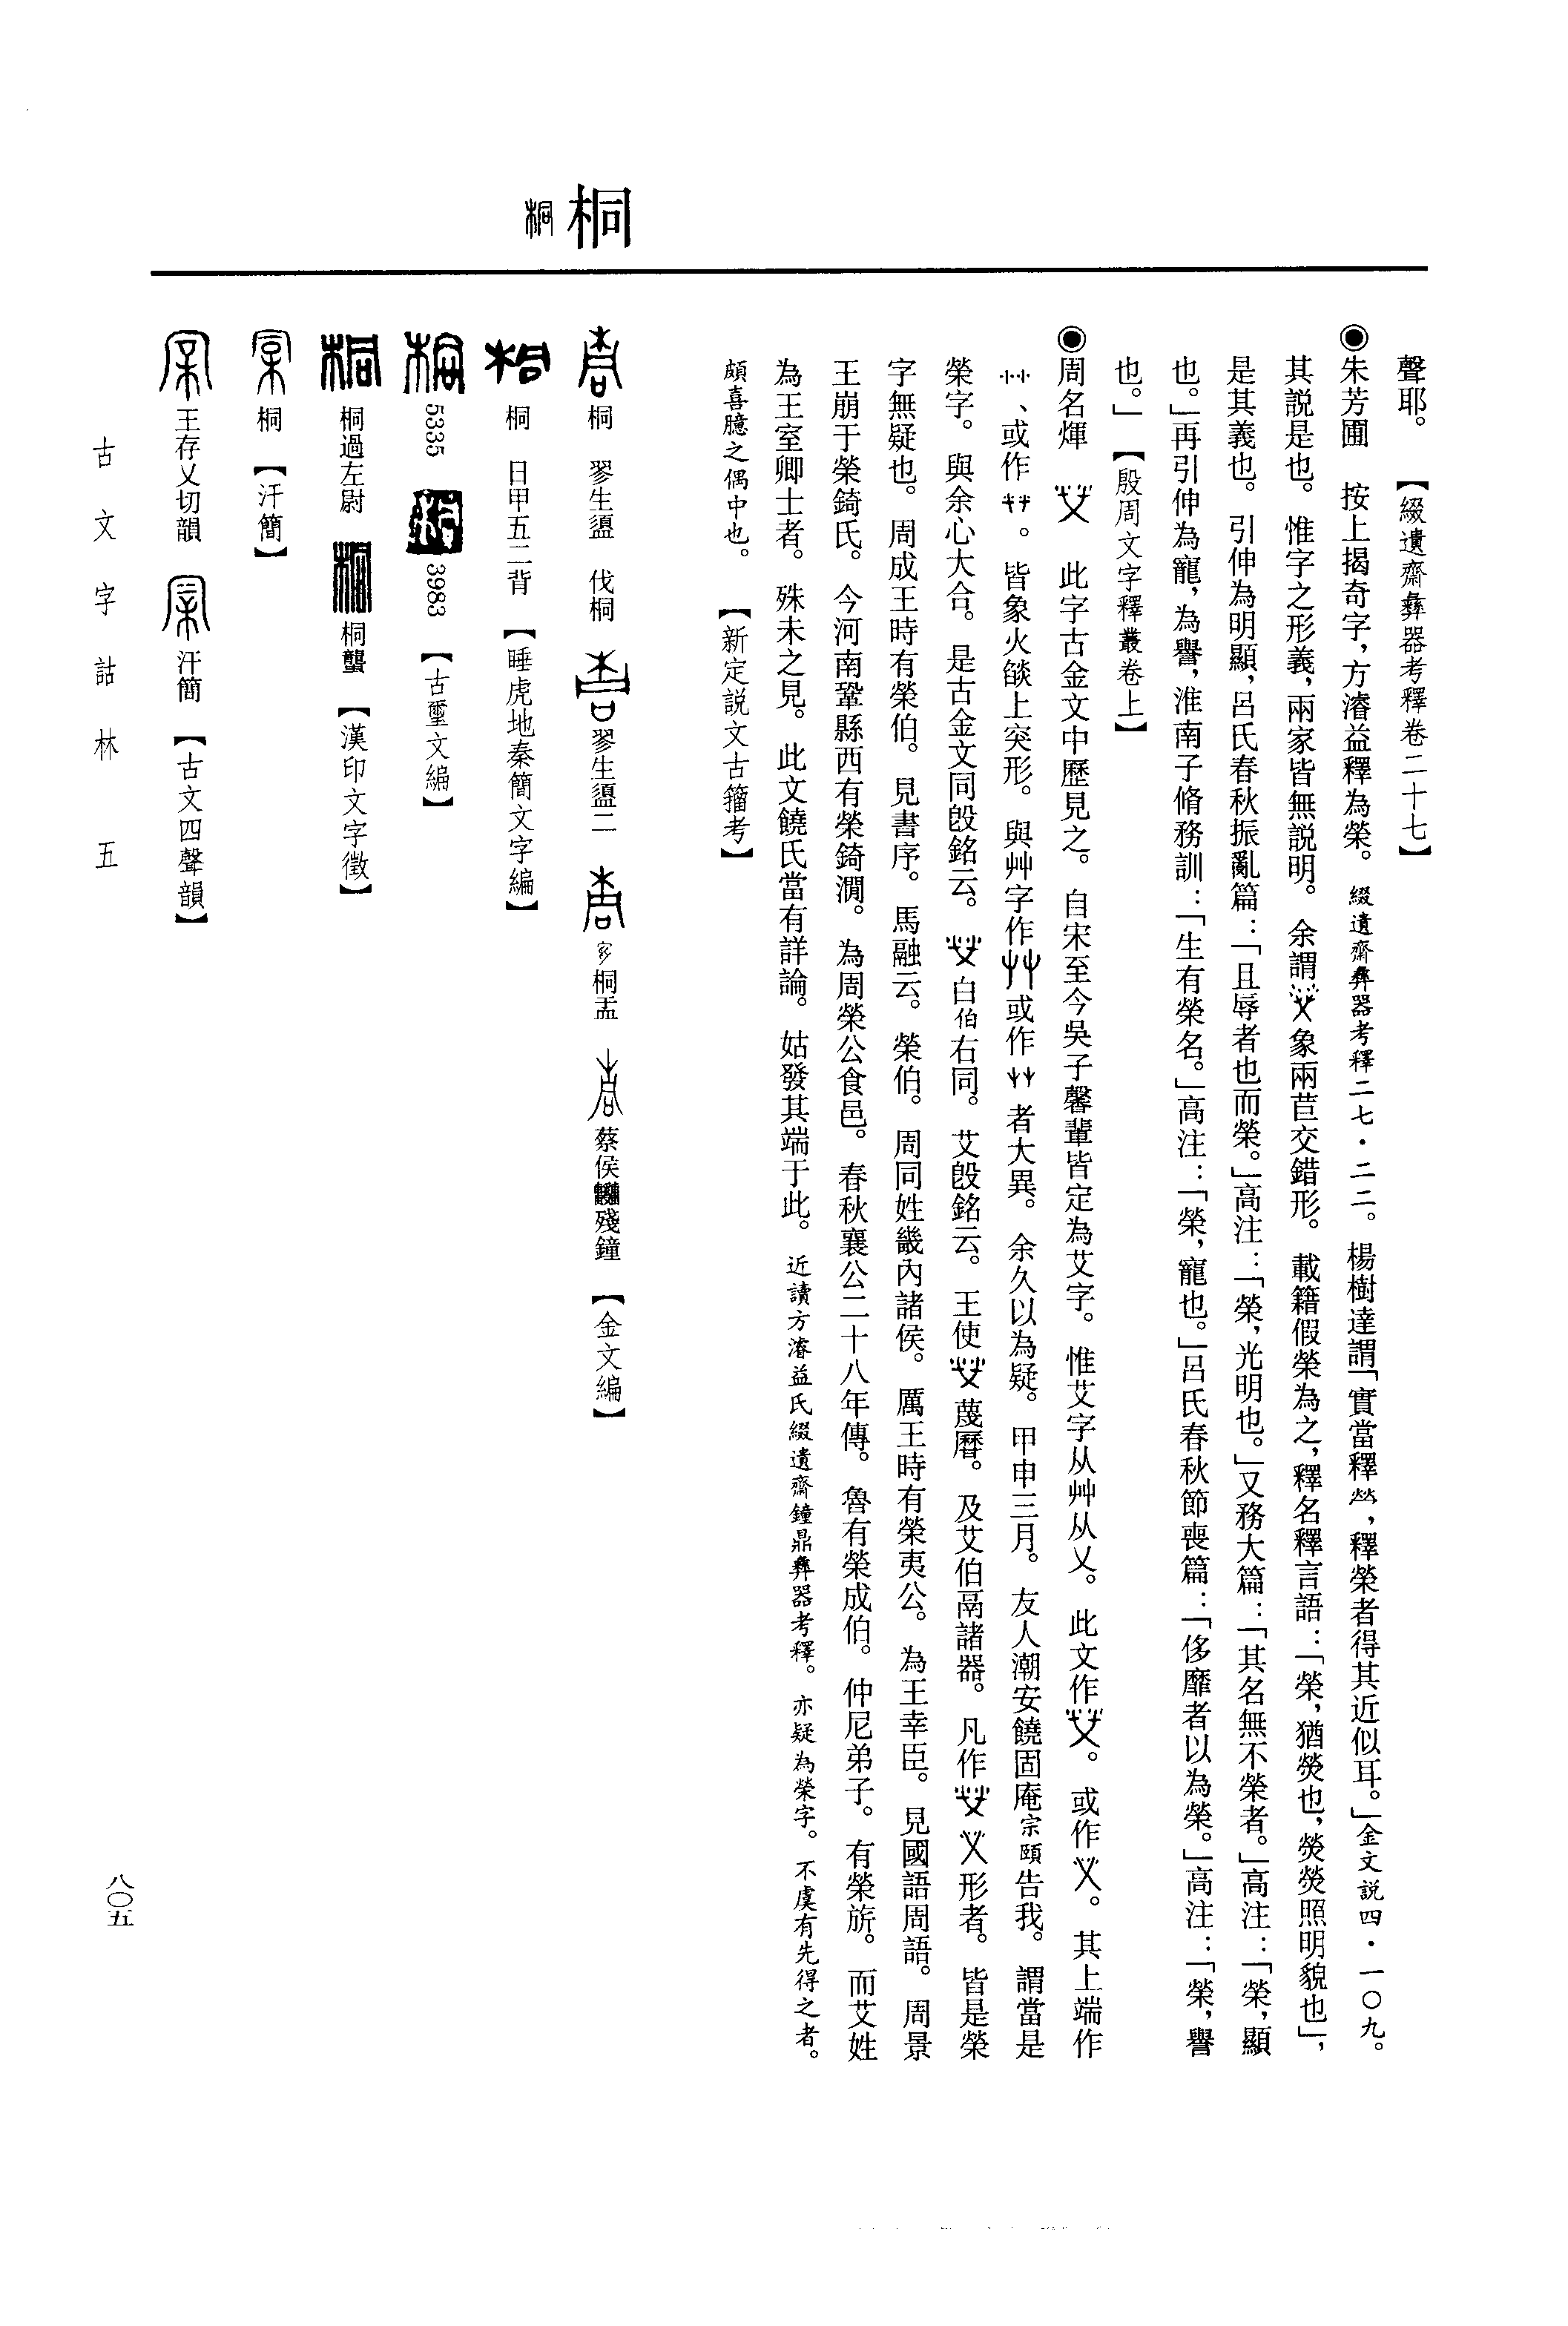 桐
聲耶。　【綴遺齋彝器考釋卷二十七】
◉朱芳圃　按上揭奇字，方濬益釋為榮。綴遺齋彝器考釋二七・二二。楊樹達謂「實當釋𤇾，釋榮者得其近似耳。」金文說四・一〇九。
其說是也。惟字之形義，兩家皆無說明。余謂象兩苣交錯形。載籍假榮為之，釋名釋言語：「榮，猶熒也，熒熒照明貌也」，
是其義也。引伸為明顯，呂氏春秋振亂篇：「且辱者也而榮。」高注：「榮，光明也。」又務大篇：「其名無不榮者。」高注：「榮，顯
也。」再引伸為寵，為譽，淮南子脩務訓：「生有榮名。」高注：「榮，寵也。」呂氏春秋節喪篇：「侈靡者以為榮。」高注：「榮，譽
也。」【殷周文字釋叢卷上】
◉周名煇　此字古金文中歷見之。自宋至今吳子馨輩皆定為艾字。惟艾字从艸从乂。此文作。或作。其上端作
、或作。皆象火燄上突形。與艸字作或作者大異。余久以為疑。甲申三月。友人潮安饒固庵宗頤告我。謂當是
榮字。與余心大合。是古金文同𣪘銘云。白伯右同。艾𣪘銘云。王使蔑曆。及艾伯鬲諸器。凡作形者。皆是榮
字無疑也。周成王時有榮伯。見書序。馬融云。榮伯。周同姓畿內諸侯。厲王時有榮夷公。為王幸臣。見國語周語。周景
王崩于榮錡氏。今河南鞏縣西有榮錡澗。為周榮公食邑。春秋襄公二十八年傳。魯有榮成伯。仲尼弟子。有榮旂。而艾姓
為王室卿士者。殊未之見。此文饒氏當有詳論。姑發其端于此。近讀方濬益氏綴遺齋鐘鼎彝器考釋。亦疑為榮字。不虞有先得之者。
頗喜臆之偶中也。　【新定說文古籀考】
桐　翏生盨　伐桐　翏生盨二　桐盂　蔡侯殘鐘　【金文編】
桐　日甲五二背　【睡虎地秦簡文字編】
5335　3983　【古璽文編】
桐過左尉　桐龔　【漢印文字徵】
桐　【汗簡】
王存乂切韻　汗簡　【古文四聲韻】
古文字詁林　五
八〇五